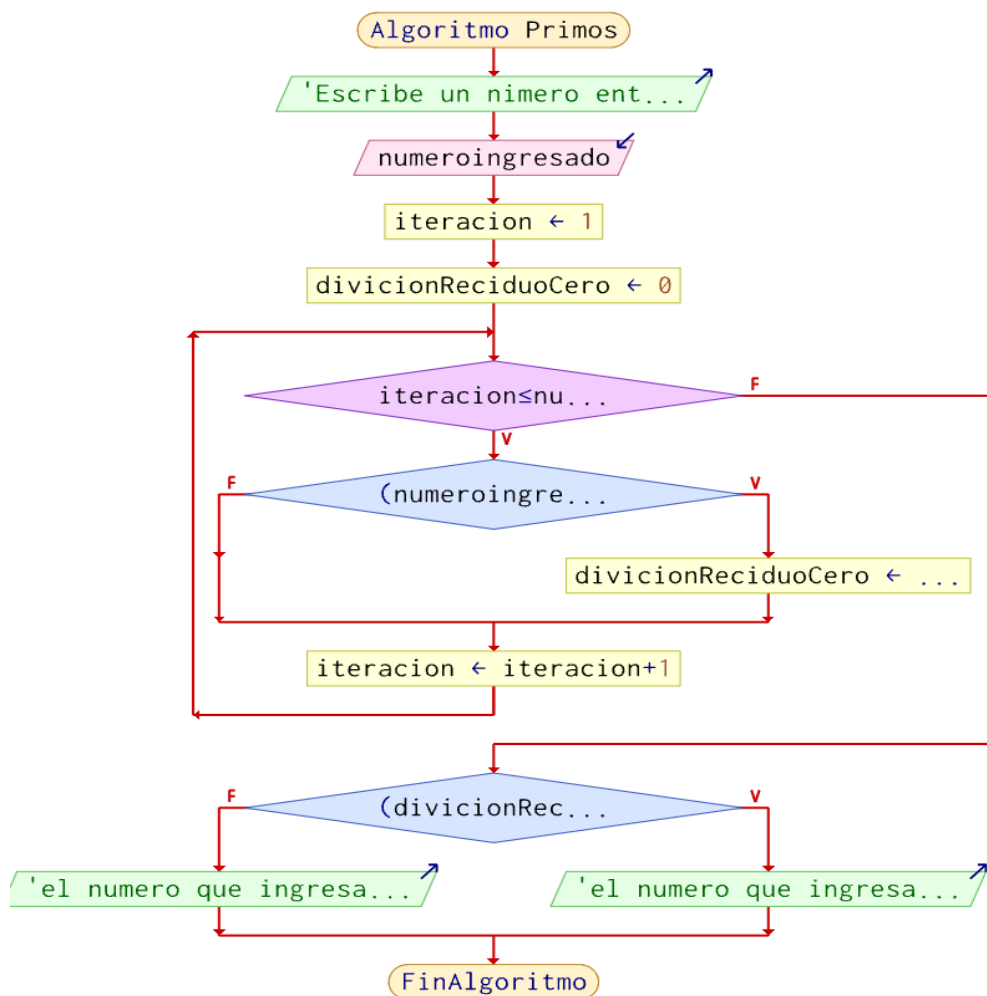 Algoritmo Primos
'Escribe un nimero ent...
numeroingresado
iteracion ← 1
divicionReciduoCero ← 0
iteracion≤nu...
F
V
(numeroingre...
F
V
divicionReciduoCero ← ...
iteracion ← iteracion+1
(divicionRec...
F
V
'el numero que ingresa...
'el numero que ingresa...
FinAlgoritmo